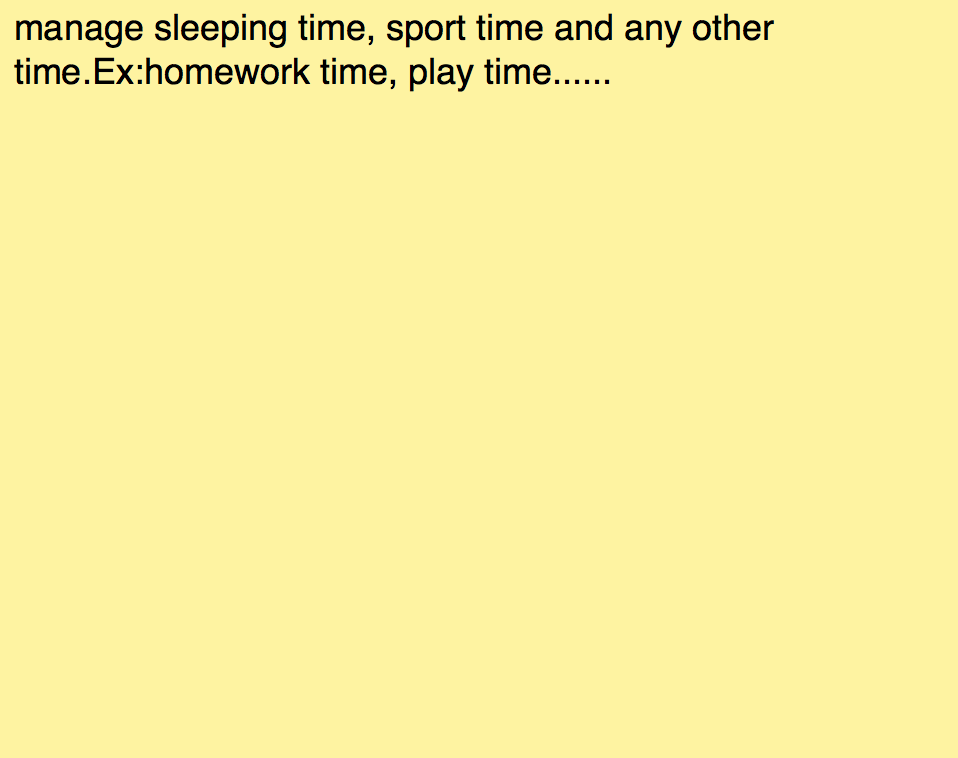 manage sleeping time, sport time and any other
time.Ex:homework time, play time......